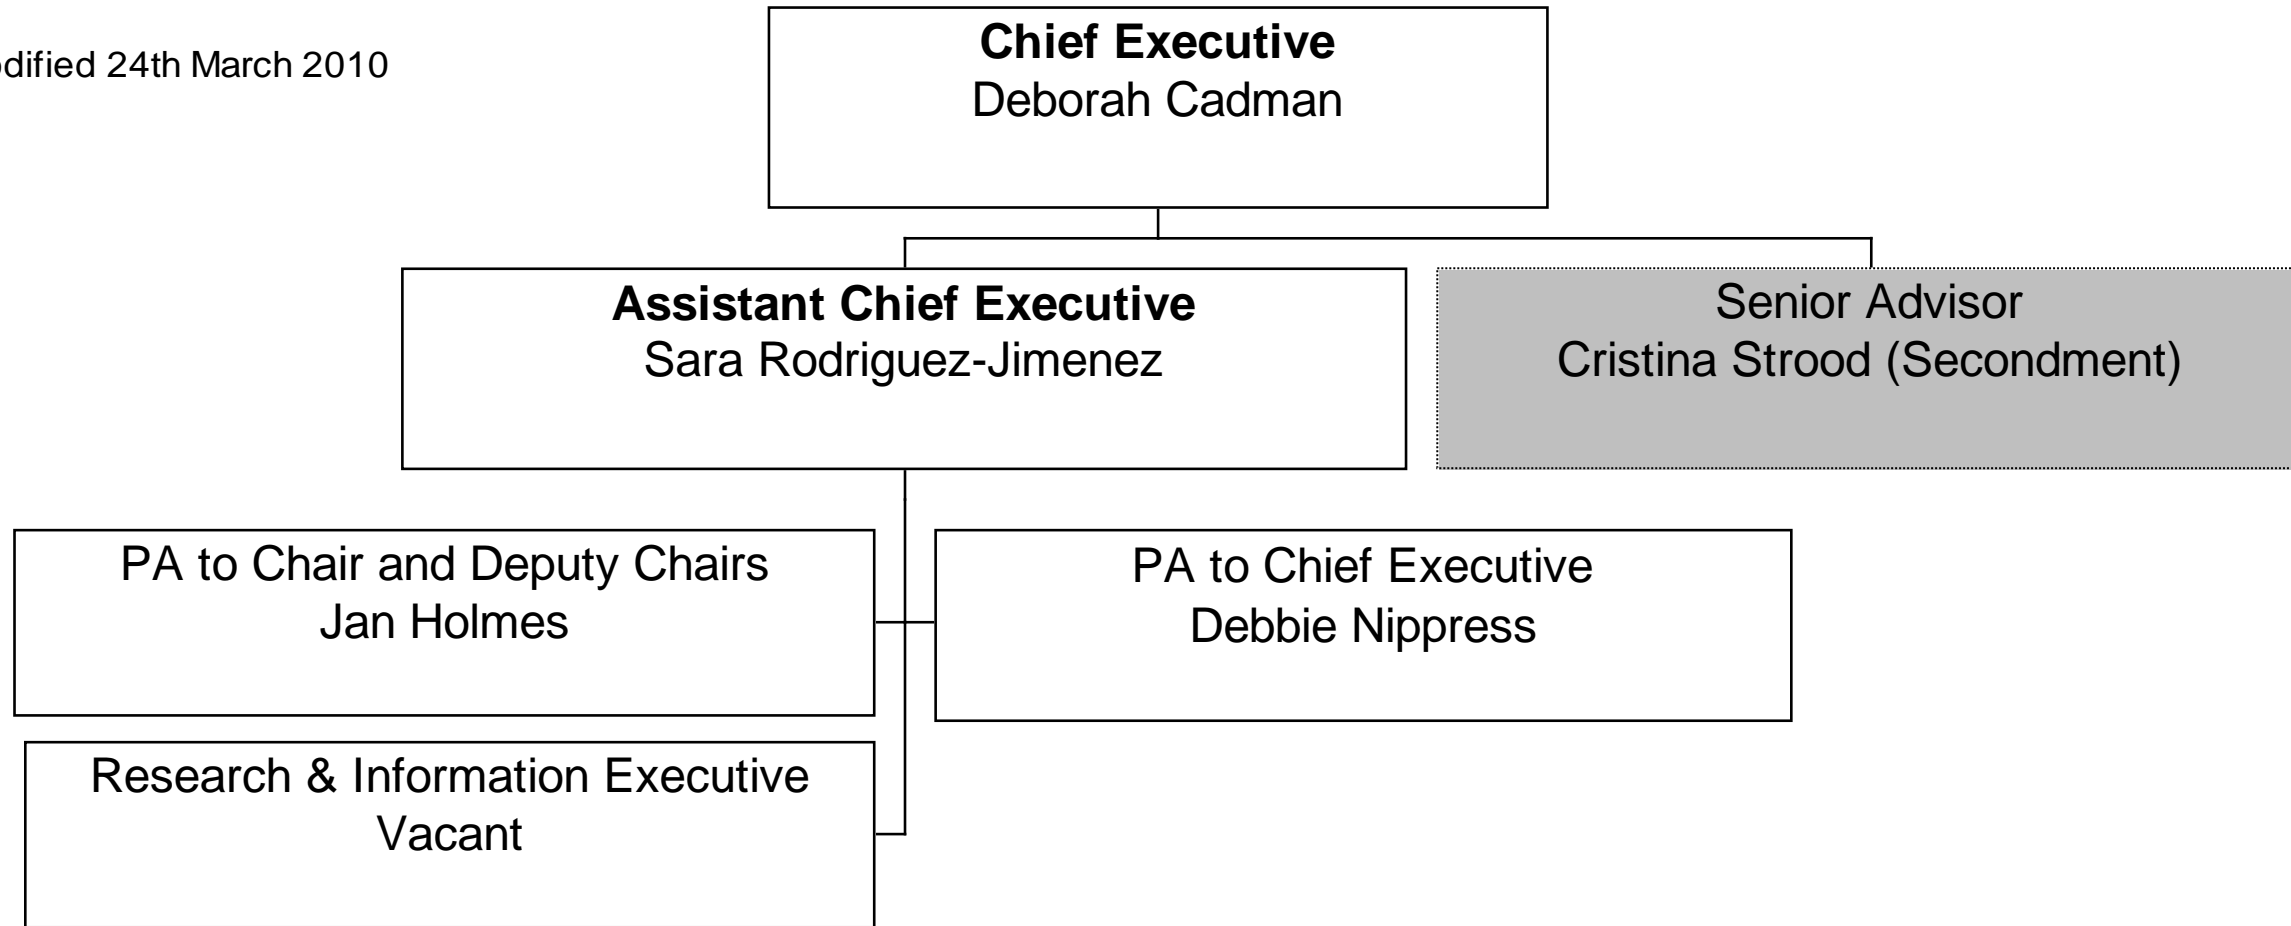 odified 24th March 2010
Chief Executive
Deborah Cadman
Assistant Chief Executive
Sara Rodriguez-Jimenez
Senior Advisor
Cristina Strood (Secondment)
PA to Chair and Deputy Chairs
Jan Holmes
PA to Chief Executive
Debbie Nippress
Research & Information Executive
Vacant